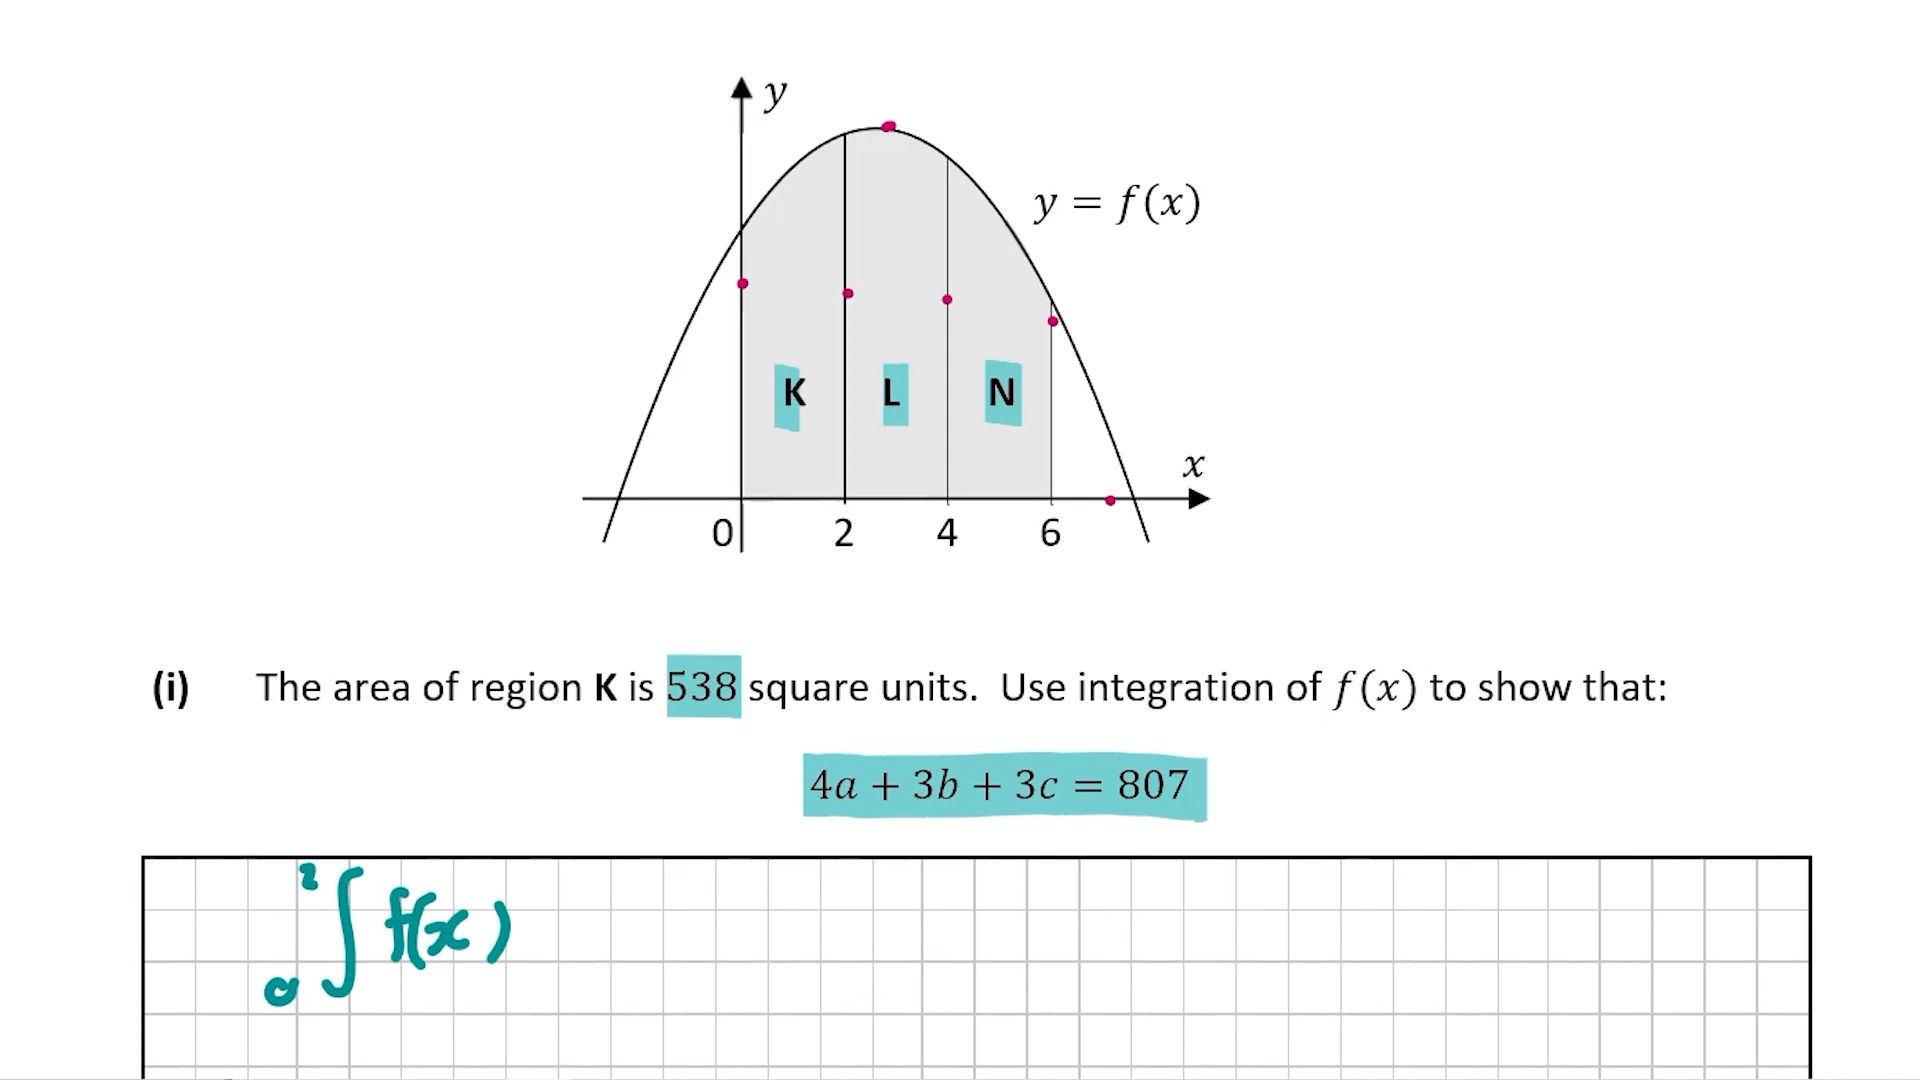 y
y = f(x)
K L N
x
0 2 4 6
(i) The area of region K is 538 square units. Use integration of f(x) to show that:
4a + 3b + 3c = 807
2
∫ f(x)
0